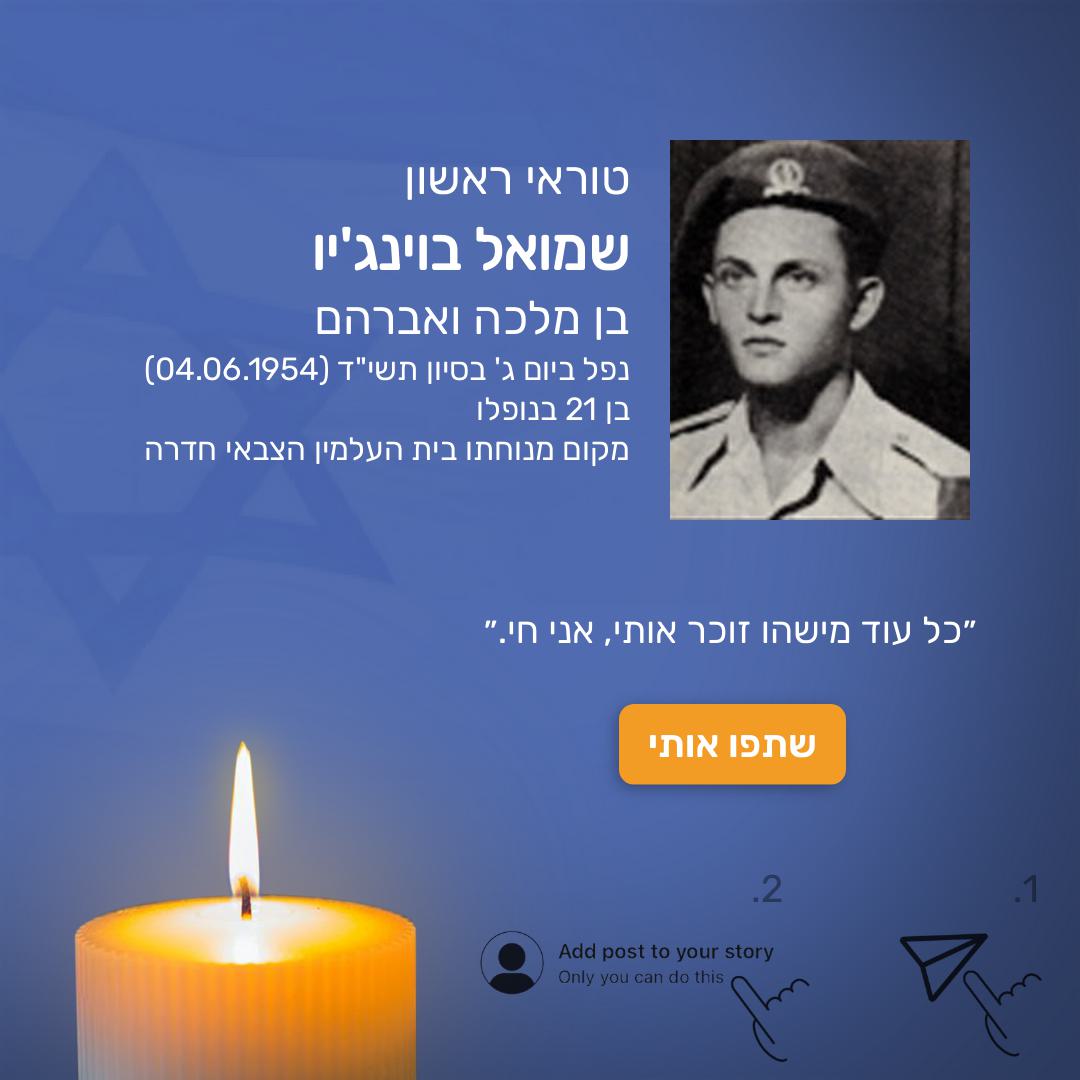 טוראי ראשון
שמואל בוינג'יו
בן מלכה ואברהם
נפל ביום ג' בסיון תשי"ד (04.06.1954)
בן 21 בנופלו
מקום מנוחתו בית העלמין הצבאי חדרה
״כל עוד מישהו זוכר אותי, אני חי.״
שתפו אותי
.1
.2
Add post to your story
Only you can do this